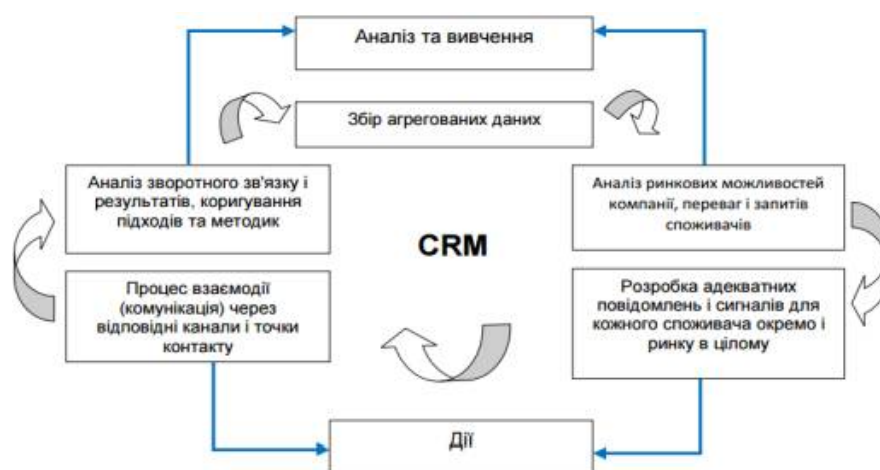 Аналіз та вивчення
Збір агрегованих даних
Аналіз зворотного зв'язку і
результатів, коригування
підходів та методик
Аналіз ринкових можливостей
компанії, переваг і запитів
споживачів
CRM
Процес взаємодії
(комунікація) через
відповідні канали і точки
контакту
Розробка адекватних
повідомлень і сигналів для
кожного споживача окремо і
ринку в цілому
Дії